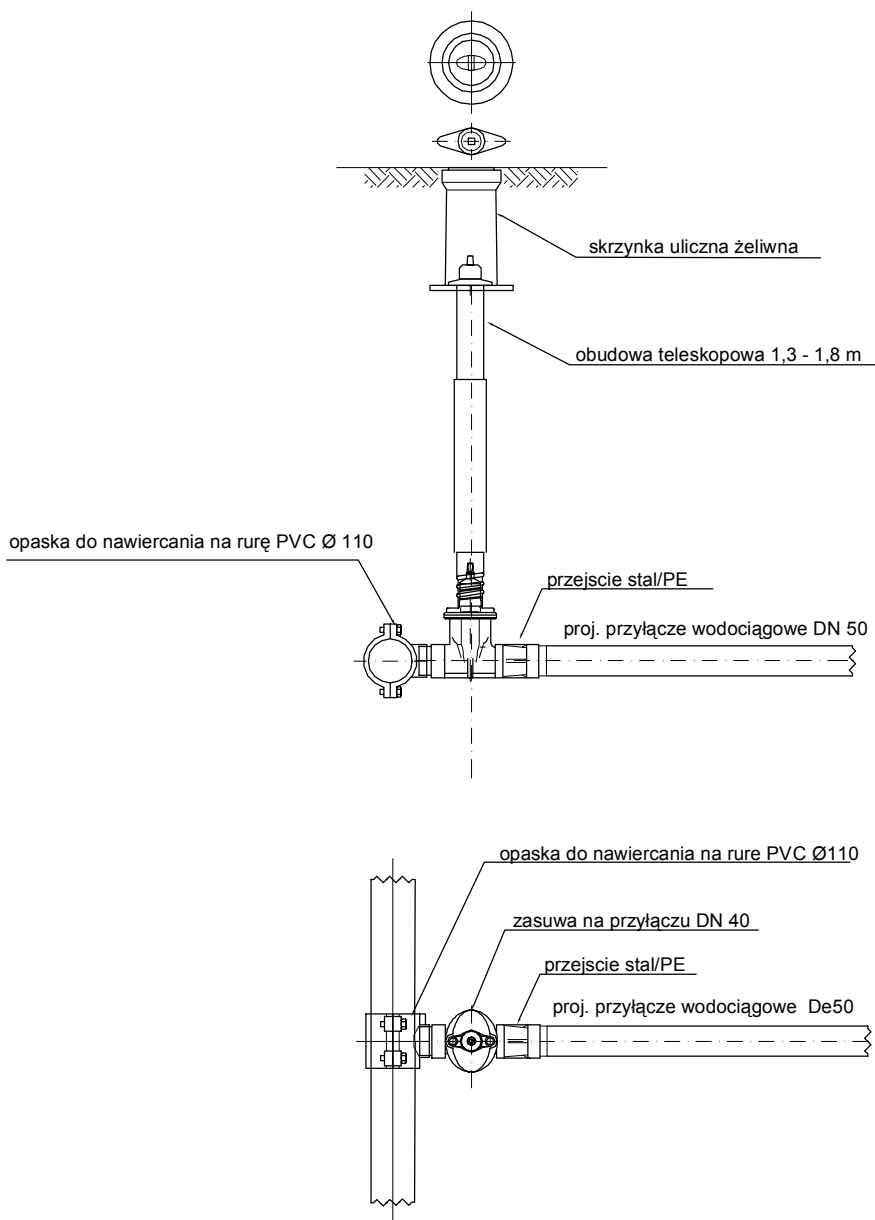 skrzynka uliczna żeliwna
obudowa teleskopowa 1,3 - 1,8 m
opaska do nawiercania na rurę PVC Ø 110
przejscie stal/PE
proj. przyłącze wodociągowe DN 50
opaska do nawiercania na rure PVC Ø110
zasuwa na przyłączu DN 40
przejscie stal/PE
proj. przyłącze wodociągowe De50